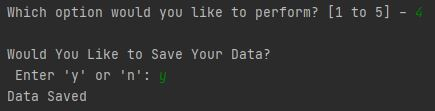 Which option would you like to perform? [1 to 5] – 4
Would You Like to Save Your Data?
Enter 'y' or 'n': y
Data Saved